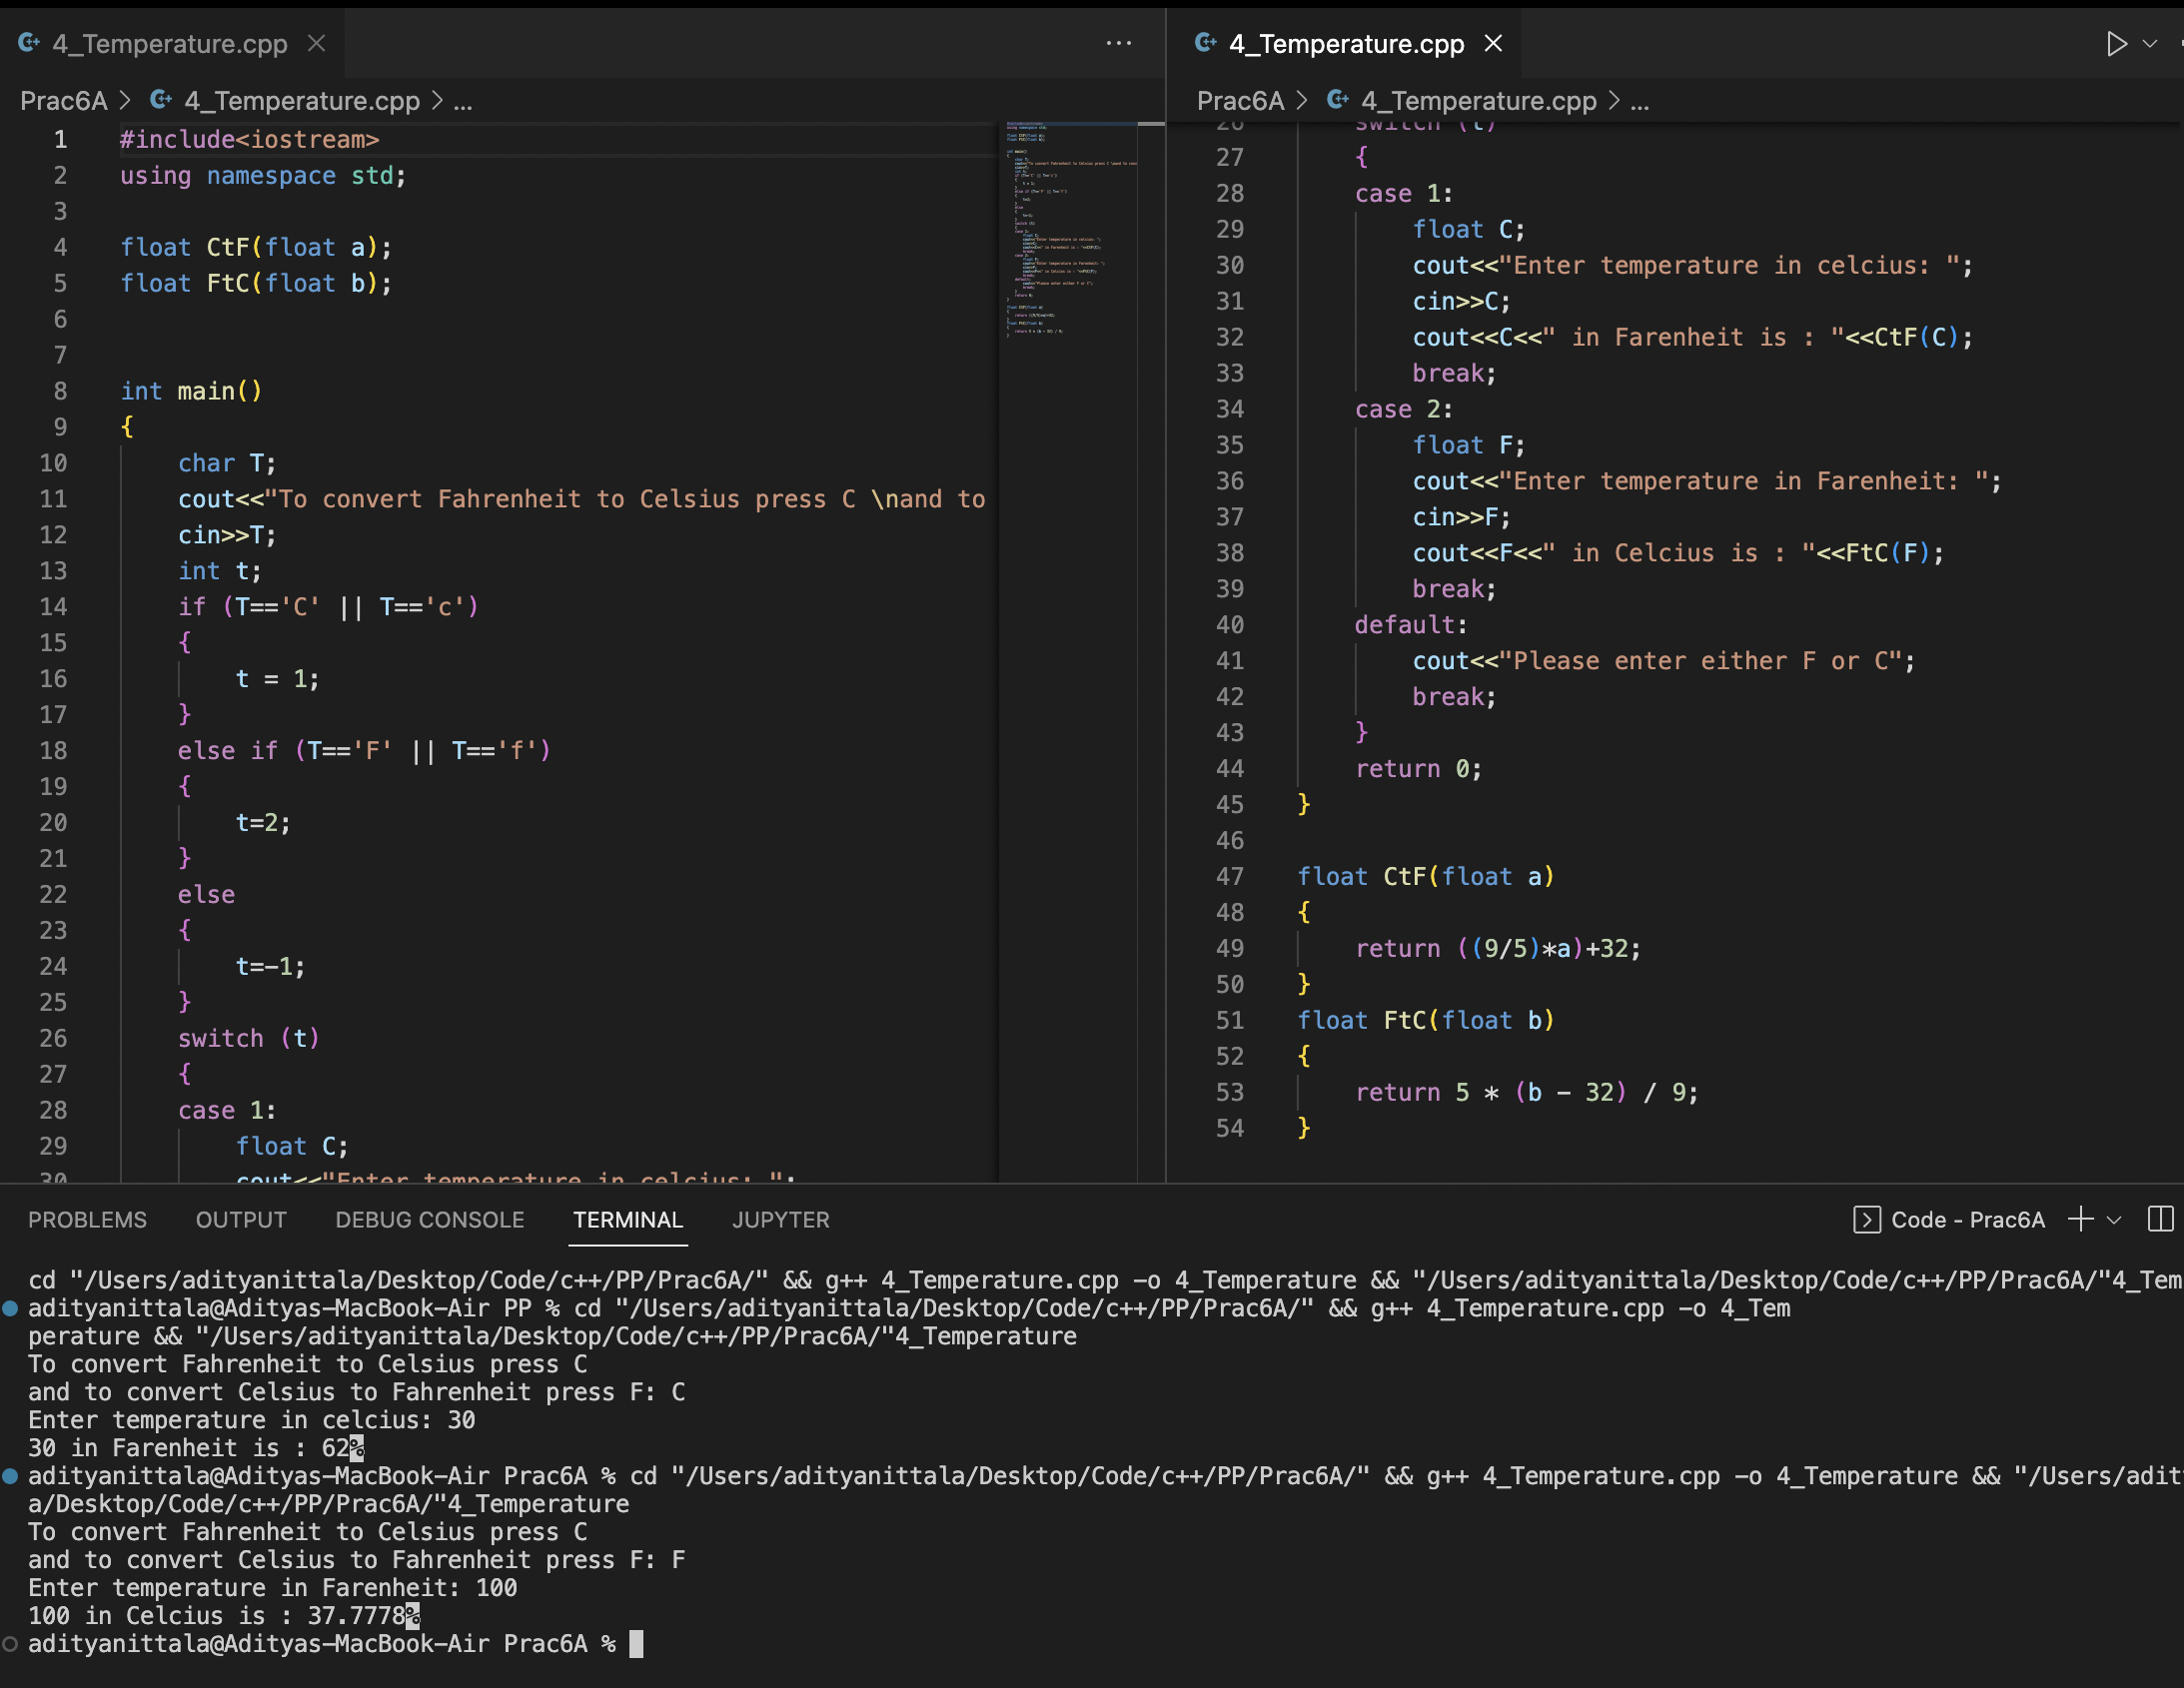 4_Temperature.cpp
Prac6A > 4_Temperature.cpp > ...
1 #include<iostream>
2 using namespace std;
3
4 float CtF(float a);
5 float FtC(float b);
6
7
8 int main()
9 {
10 char T;
11 cout<<"To convert Fahrenheit to Celsius press C \nand to
12 cin>>T;
13 int t;
14 if (T=='C' || T=='c')
15 {
16 t = 1;
17 }
18 else if (T=='F' || T=='f')
19 {
20 t=2;
21 }
22 else
23 {
24 t=-1;
25 }
26 switch (t)
27 {
28 case 1:
29 float C;
30 cout<<"Enter temperature in celcius: ";
4_Temperature.cpp
Prac6A > 4_Temperature.cpp > ...
26 switch (t)
27 {
28 case 1:
29 float C;
30 cout<<"Enter temperature in celcius: ";
31 cin>>C;
32 cout<<C<<" in Farenheit is : "<<CtF(C);
33 break;
34 case 2:
35 float F;
36 cout<<"Enter temperature in Farenheit: ";
37 cin>>F;
38 cout<<F<<" in Celcius is : "<<FtC(F);
39 break;
40 default:
41 cout<<"Please enter either F or C";
42 break;
43 }
44 return 0;
45 }
46
47 float CtF(float a)
48 {
49 return ((9/5)*a)+32;
50 }
51 float FtC(float b)
52 {
53 return 5 * (b - 32) / 9;
54 }
PROBLEMS OUTPUT DEBUG CONSOLE TERMINAL JUPYTER Code - Prac6A
cd "/Users/adityanittala/Desktop/Code/c++/PP/Prac6A/" && g++ 4_Temperature.cpp -o 4_Temperature && "/Users/adityanittala/Desktop/Code/c++/PP/Prac6A/"4_Tem
adityanittala@Adityas-MacBook-Air PP % cd "/Users/adityanittala/Desktop/Code/c++/PP/Prac6A/" && g++ 4_Temperature.cpp -o 4_Tem
perature && "/Users/adityanittala/Desktop/Code/c++/PP/Prac6A/"4_Temperature
To convert Fahrenheit to Celsius press C
and to convert Celsius to Fahrenheit press F: C
Enter temperature in celcius: 30
30 in Farenheit is : 62%
adityanittala@Adityas-MacBook-Air Prac6A % cd "/Users/adityanittala/Desktop/Code/c++/PP/Prac6A/" && g++ 4_Temperature.cpp -o 4_Temperature && "/Users/adit
a/Desktop/Code/c++/PP/Prac6A/"4_Temperature
To convert Fahrenheit to Celsius press C
and to convert Celsius to Fahrenheit press F: F
Enter temperature in Farenheit: 100
100 in Celcius is : 37.7778%
adityanittala@Adityas-MacBook-Air Prac6A %